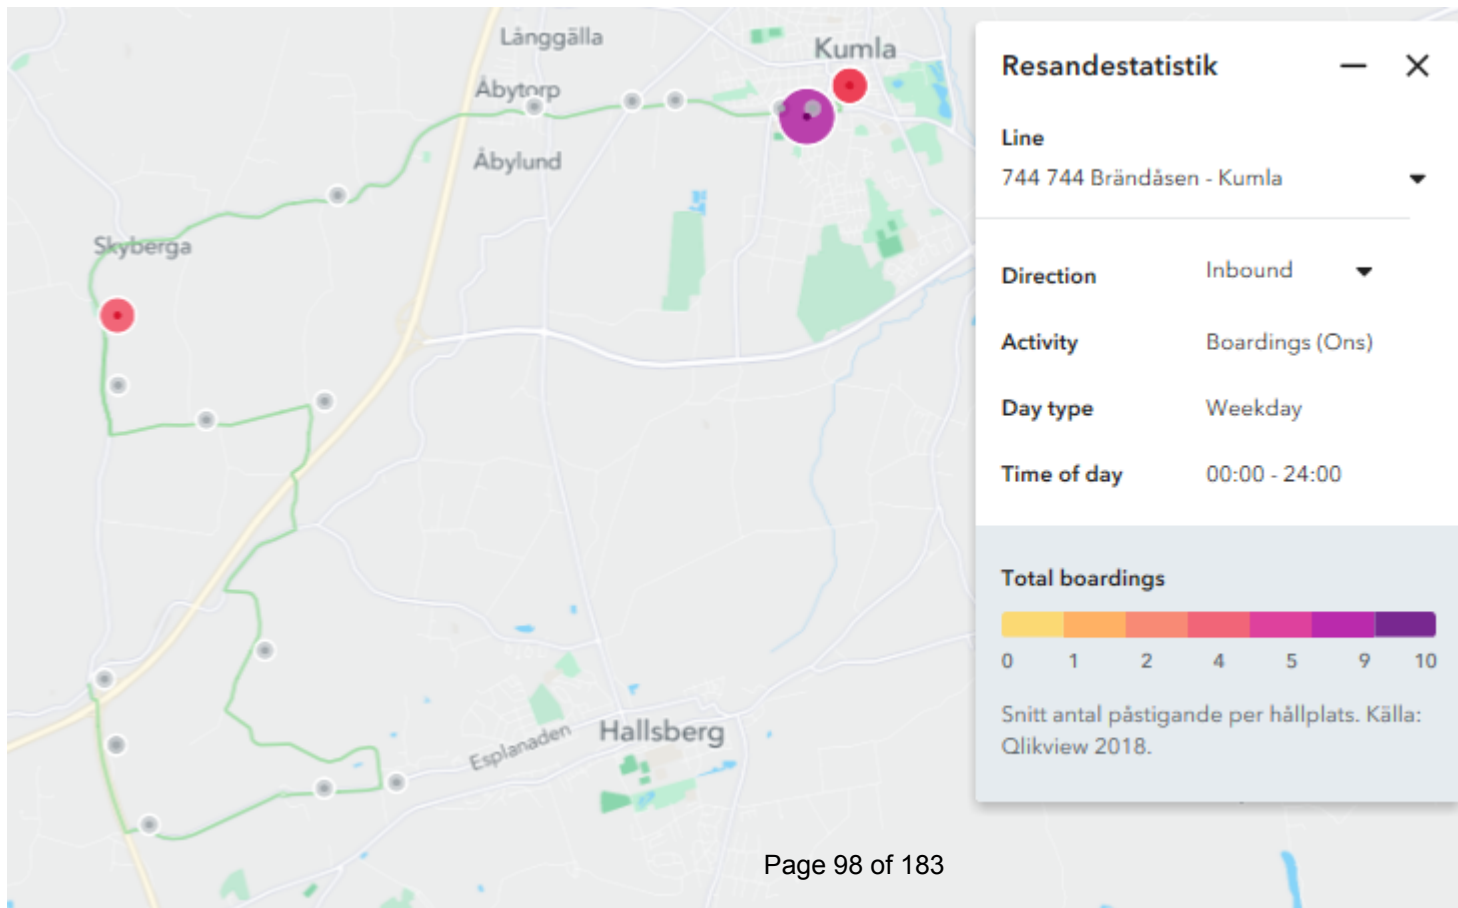 Långgälla
Kumla
Åbytorp
Åbylund
Skyberga
Hallsberg
Esplanaden
Resandestatistik
Line
744 744 Brändåsen - Kumla
Direction Inbound
Activity Boardings (Ons)
Day type Weekday
Time of day 00:00 - 24:00
Total boardings
0 1 2 4 5 9 10
Snitt antal påstigande per hållplats. Källa:
Qlikview 2018.
Page 98 of 183